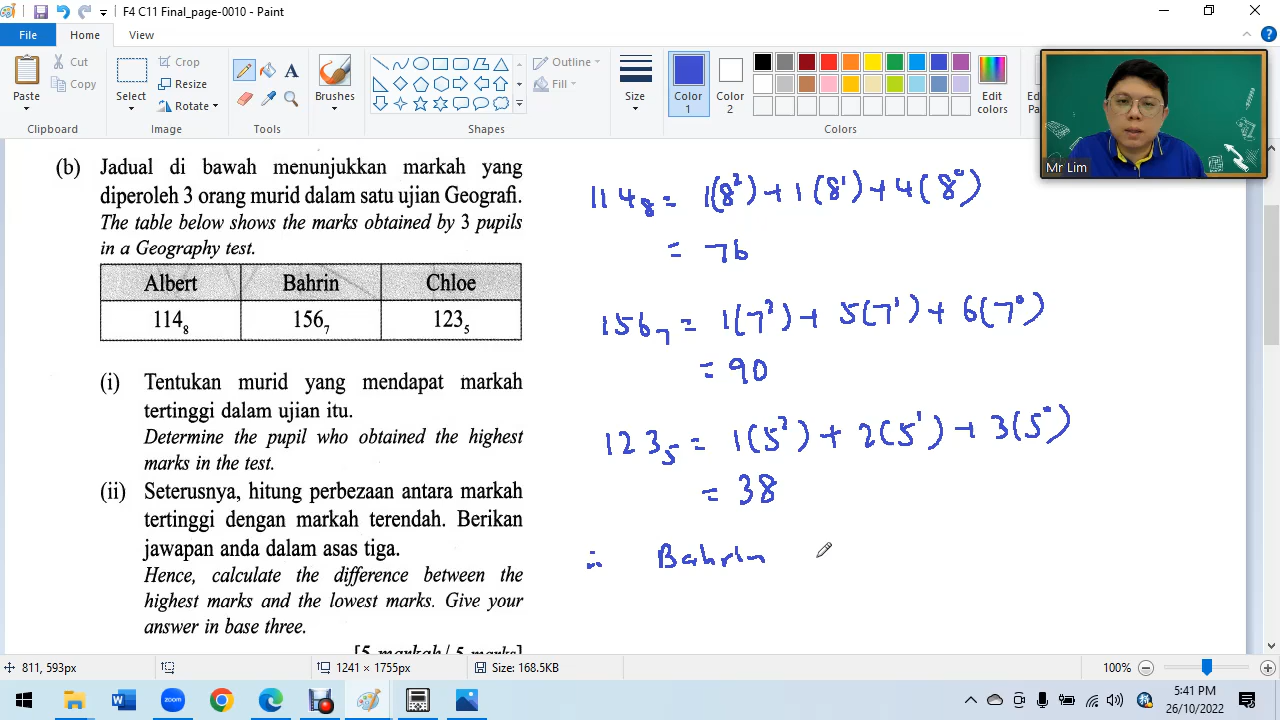 F4 C11 Final_page-0010 - Paint
File Home View
Paste Cut Copy Clipboard
Select Crop Resize Rotate Image
A Tools
Brushes
Outline Fill Shapes
Size
Color 1 Color 2
Edit colors
Colors
Mr Lim
(b) Jadual di bawah menunjukkan markah yang
diperoleh 3 orang murid dalam satu ujian Geografi.
The table below shows the marks obtained by 3 pupils
in a Geography test.
Albert Bahrin Chloe
114₈ 156₇ 123₅
(i) Tentukan murid yang mendapat markah
tertinggi dalam ujian itu.
Determine the pupil who obtained the highest
marks in the test.
(ii) Seterusnya, hitung perbezaan antara markah
tertinggi dengan markah terendah. Berikan
jawapan anda dalam asas tiga.
Hence, calculate the difference between the
highest marks and the lowest marks. Give your
answer in base three.
[5 markah/ 5 marks]
114₈ = 1(8²) + 1(8¹) + 4(8⁰)
= 76
156₇ = 1(7²) + 5(7¹) + 6(7⁰)
= 90
123₅ = 1(5²) + 2(5¹) + 3(5⁰)
= 38
∴ Bahrin
811, 593px 1241 × 1755px Size: 168.5KB 100%
5:41 PM
26/10/2022